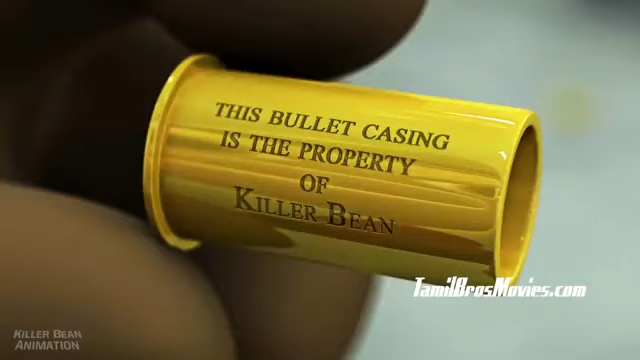 THIS BULLET CASING
IS THE PROPERTY
OF
KILLER BEAN
TamilBrosMovies.com
KILLER BEAN
ANIMATION